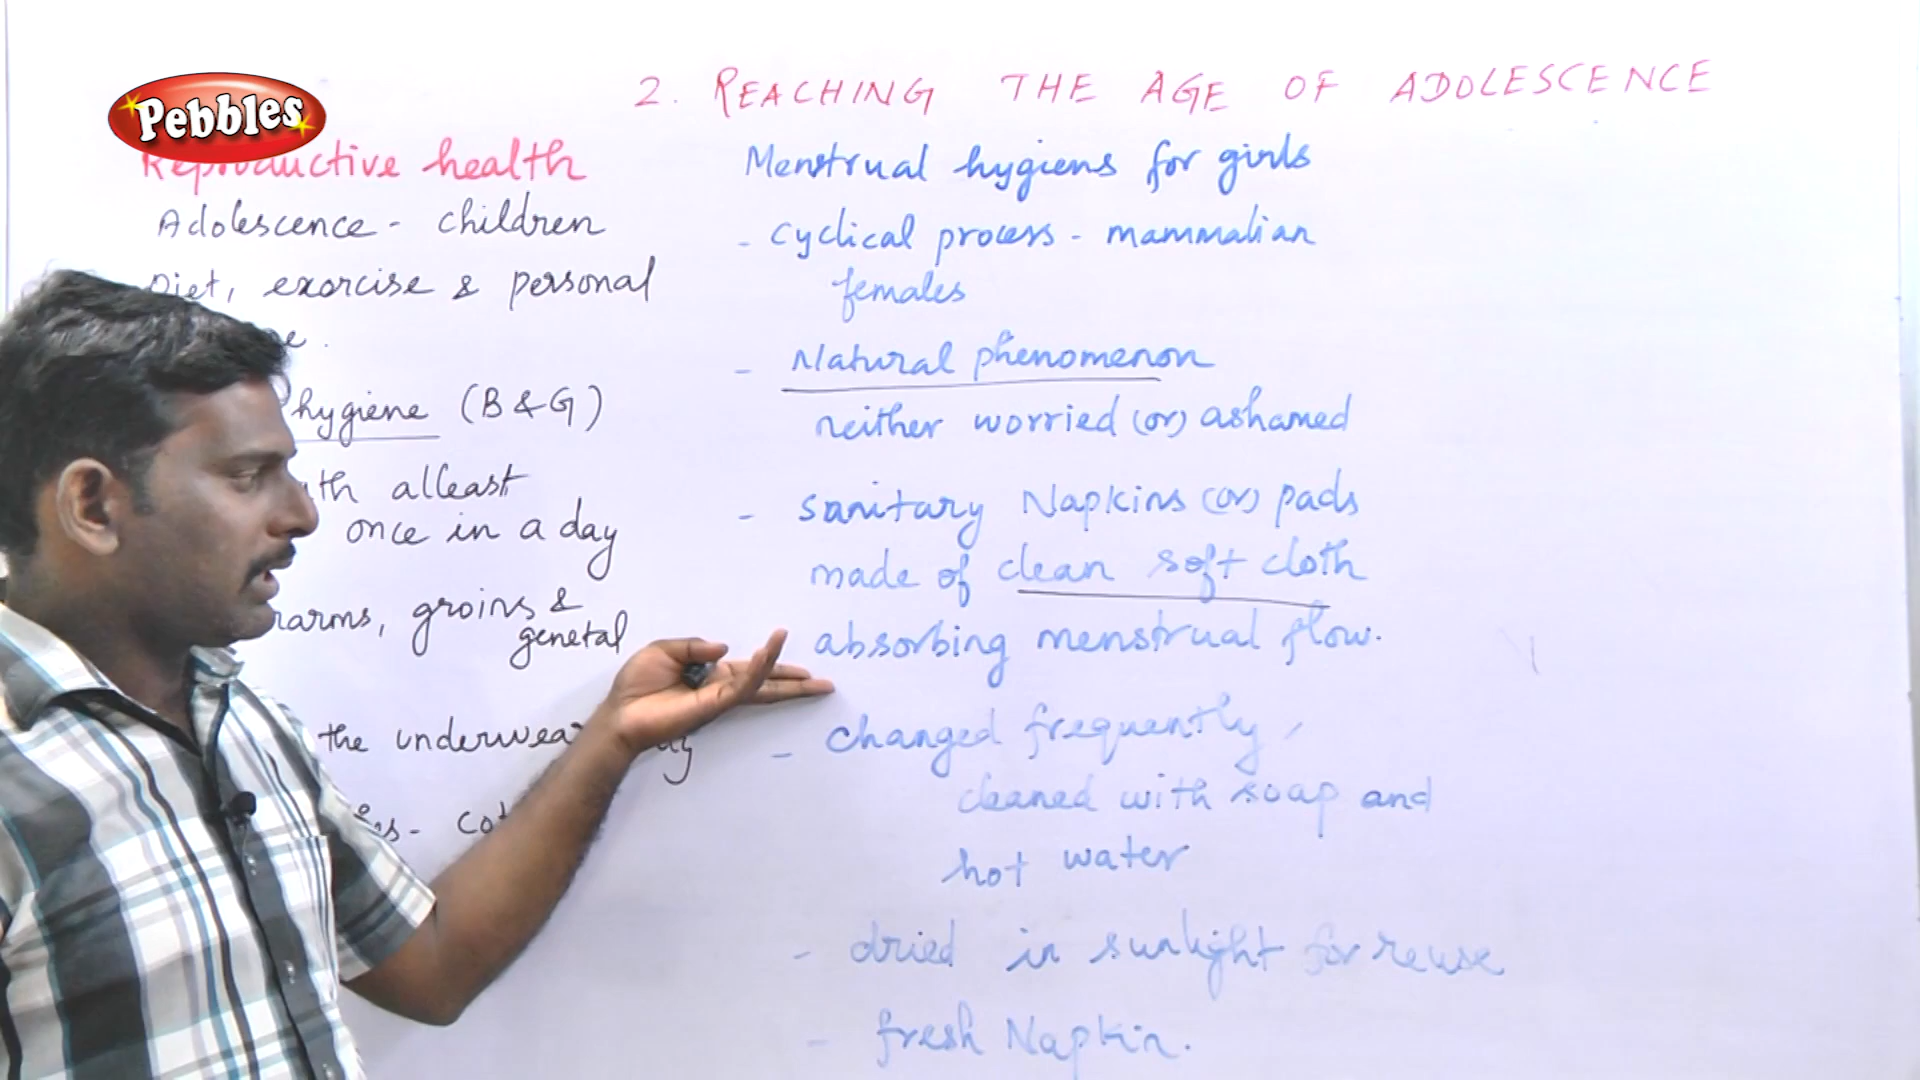 Pebbles
2. REACHING THE AGE OF ADOLESCENCE
Reproductive health
Adolescence - children
Diet, exercise & personal
hygiene (B & G)
atleast
once in a day
groins &
genetal
the underwear
Menstrual hygiens for girls
- cyclical process - mammalian
females
- Natural phenomenon
neither worried (or) ashamed
- sanitary Napkins (or) pads
made of clean soft cloth
absorbing menstrual flow.
- changed frequently,
cleaned with soap and
hot water
- dried in sunlight for reuse
- fresh Napkin.